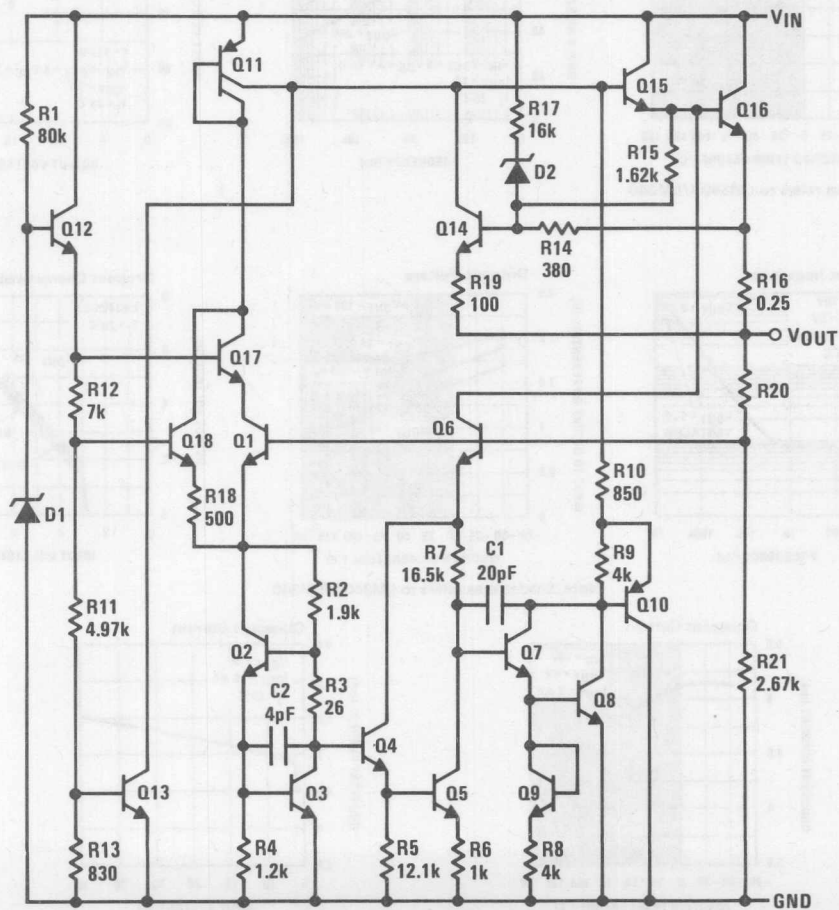 VIN
Q11
Q15
Q16
R1
80k
R17
16k
D2
R15
1.62k
Q12
Q14
R14
380
R19
100
R16
0.25
VOUT
Q17
R12
7k
R20
Q18
Q1
Q6
R18
500
D1
R10
850
R7
16.5k
C1
20pF
R9
4k
Q10
R2
1.9k
R11
4.97k
Q2
Q7
R3
26
C2
4pF
Q8
R21
2.67k
Q4
Q13
Q3
Q5
Q9
R13
830
R4
1.2k
R5
12.1k
R6
1k
R8
4k
GND